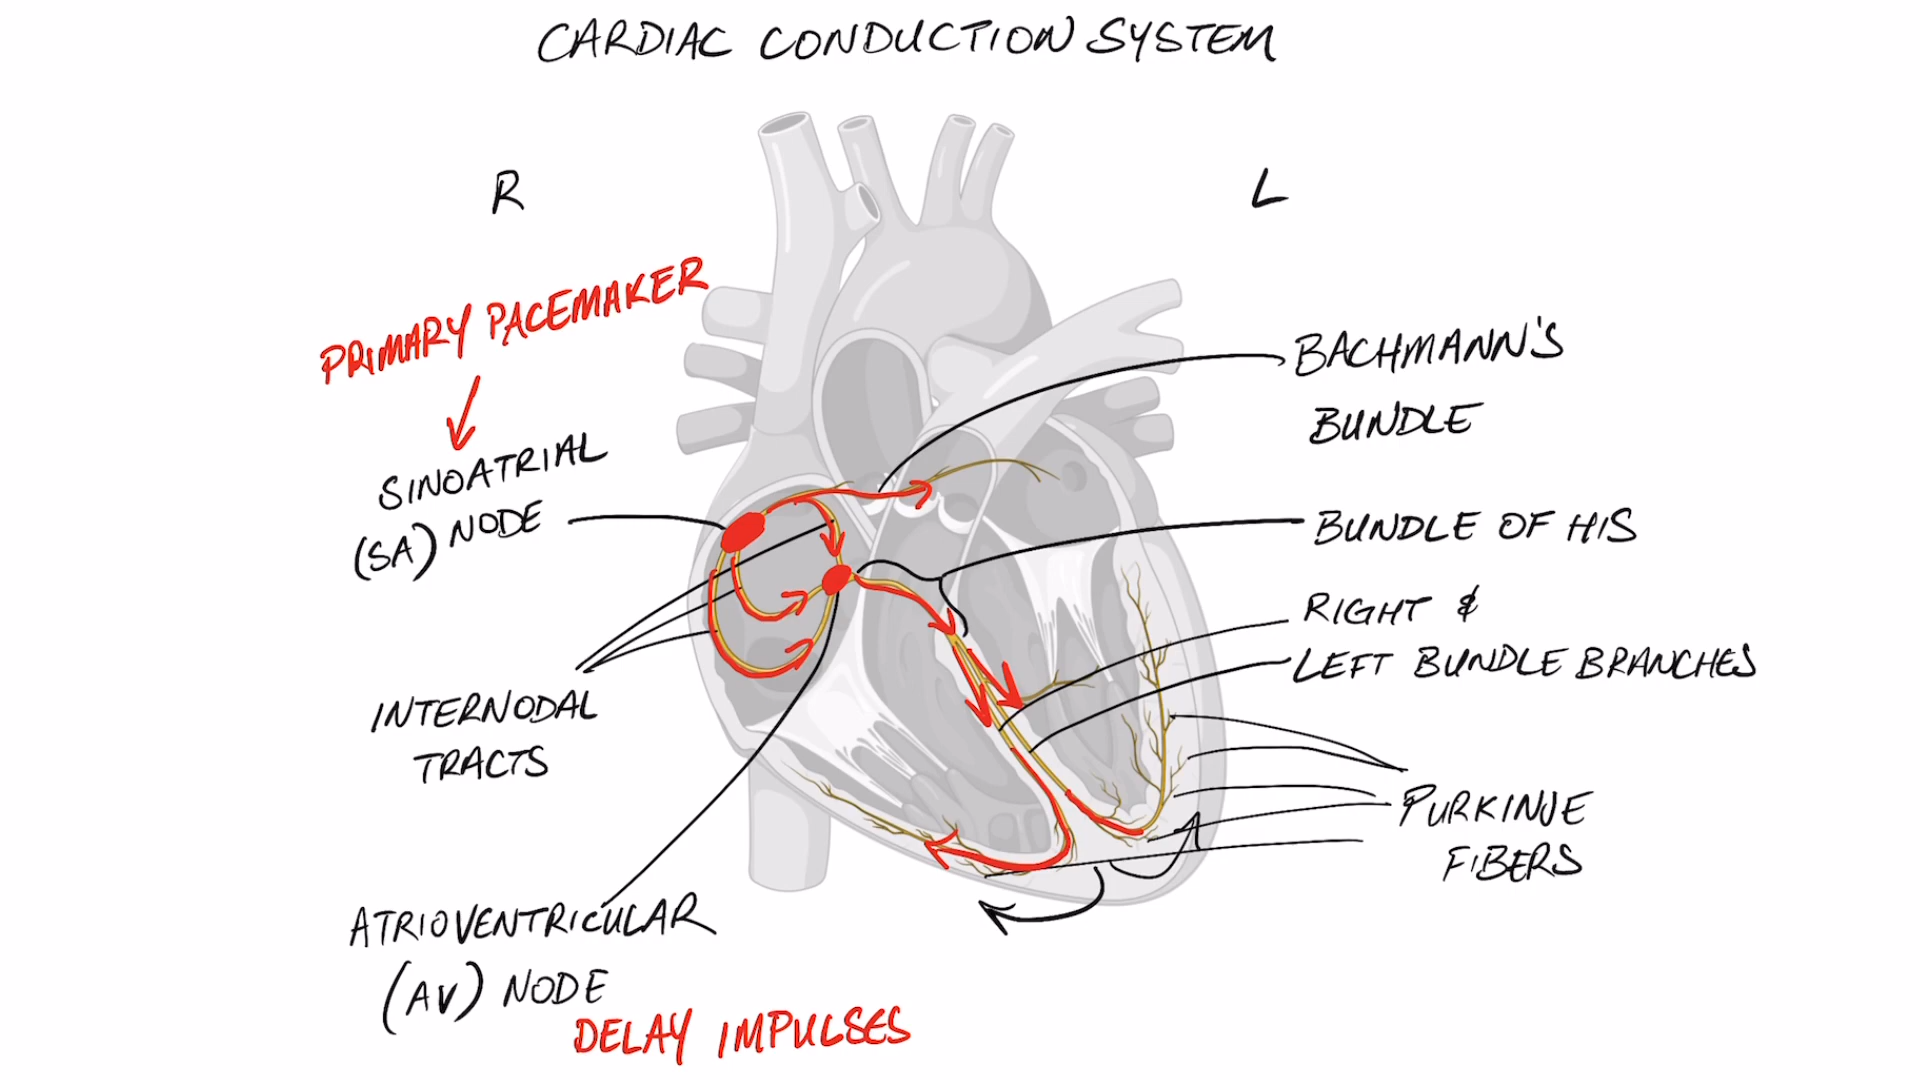 CARDIAC CONDUCTION SYSTEM
R
L
PRIMARY PACEMAKER
SINOATRIAL
(SA) NODE
INTERNODAL
TRACTS
ATRIOVENTRICULAR
(AV) NODE
DELAY IMPULSES
BACHMANN'S
BUNDLE
BUNDLE OF HIS
RIGHT &
LEFT BUNDLE BRANCHES
PURKINJE
FIBERS